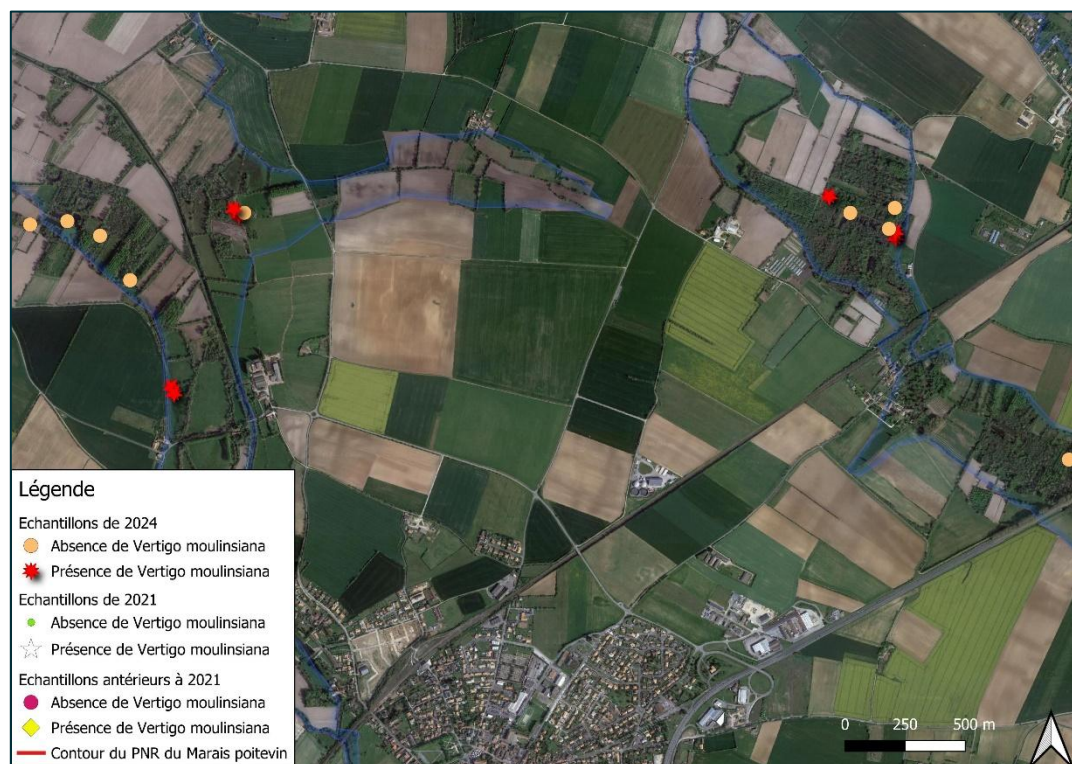 Légende
Echantillons de 2024
Absence de Vertigo moulinsiana
Présence de Vertigo moulinsiana
Echantillons de 2021
Absence de Vertigo moulinsiana
Présence de Vertigo moulinsiana
Echantillons antérieurs à 2021
Absence de Vertigo moulinsiana
Présence de Vertigo moulinsiana
Contour du PNR du Marais poitevin
0 250 500 m